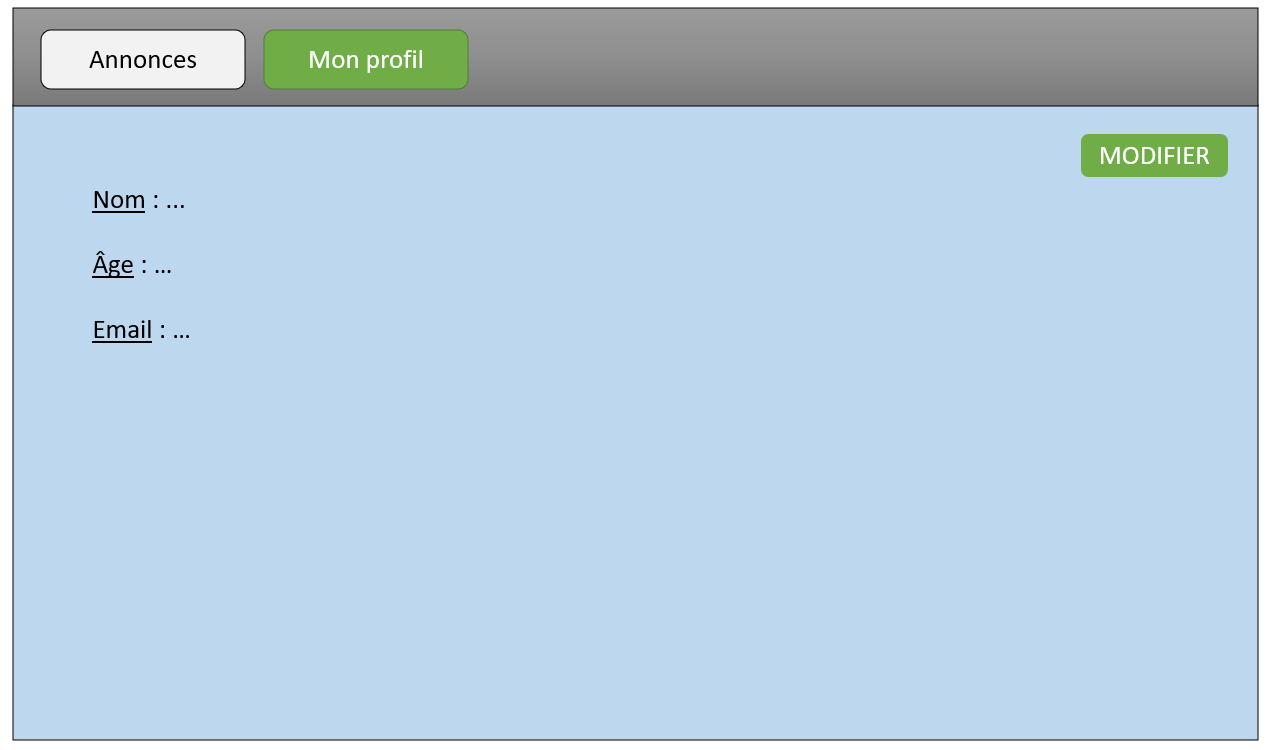 Annonces
Mon profil
MODIFIER
Nom : ...
Âge : ...
Email : ...